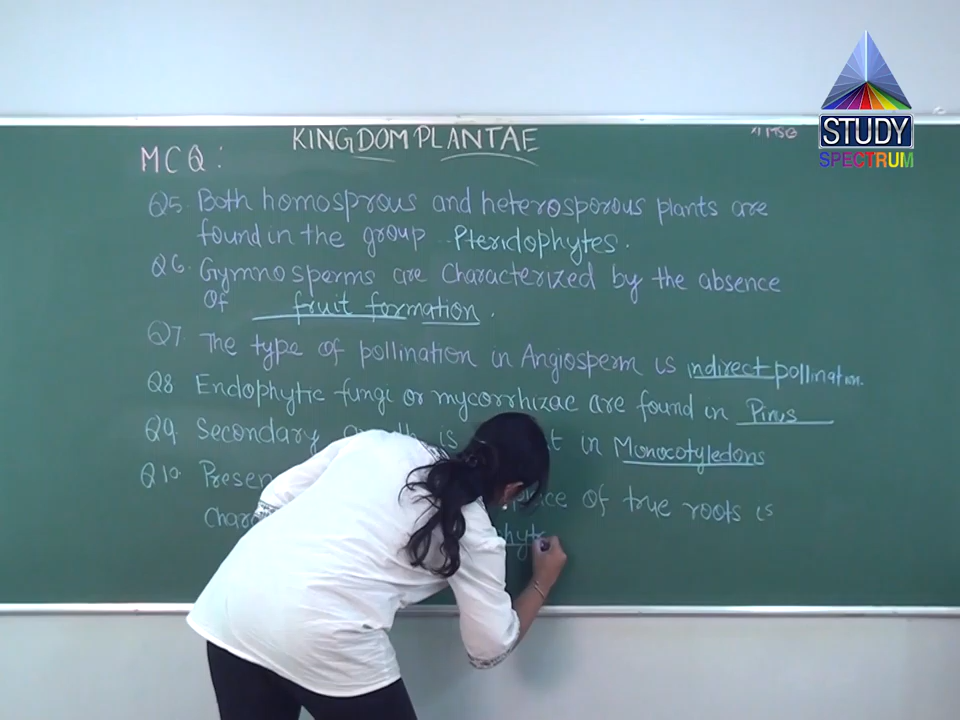 KINGDOM PLANTAE
STUDY
SPECTRUM
MCQ:
Q5. Both homosprous and heterosporous plants are
found in the group ..Pteridophytes.
Q6. Gymnosperms are Characterized by the absence
of fruit formation.
Q7. The type of pollination in Angiosperm is indirect pollination.
Q8 Endophytic fungi or mycorrhizae are found in Pinus
Q9 Secondary is in Monocotyledons
Q10. of true roots is